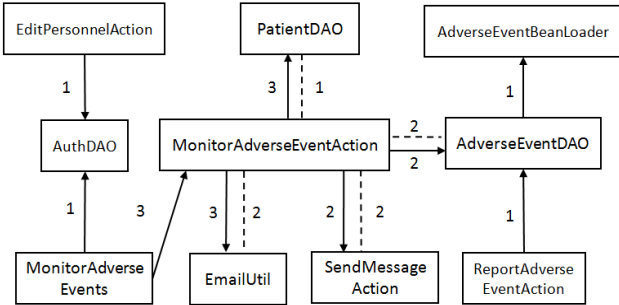 EditPersonnelAction
PatientDAO
AdverseEventBeanLoader
1
3
1
1
AuthDAO
MonitorAdverseEventAction
2
2
AdverseEventDAO
1
3
3
2
2
2
1
MonitorAdverse
Events
EmailUtil
SendMessage
Action
ReportAdverse
EventAction